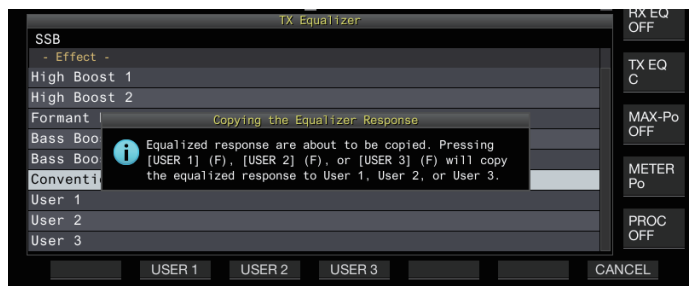 TX Equalizer
SSB
- Effect -
High Boost 1
High Boost 2
Formant
Bass Boo
Bass Boo
Conventi
User 1
User 2
User 3
Copying the Equalizer Response
Equalized response are about to be copied. Pressing
[USER 1] (F), [USER 2] (F), or [USER 3] (F) will copy
the equalized response to User 1, User 2, or User 3.
RX EQ
OFF
TX EQ
C
MAX-Po
OFF
METER
Po
PROC
OFF
USER 1
USER 2
USER 3
CANCEL